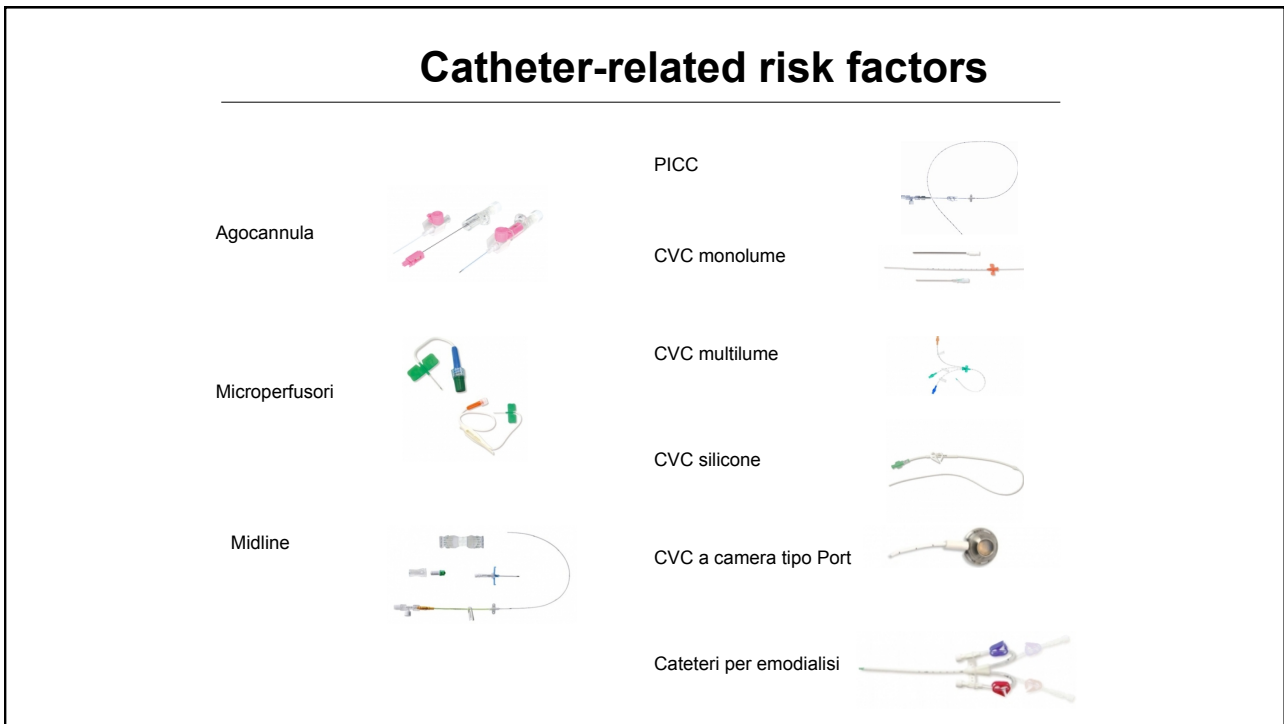 Catheter-related risk factors
Agocannula
Microperfusori
Midline
PICC
CVC monolume
CVC multilume
CVC silicone
CVC a camera tipo Port
Cateteri per emodialisi